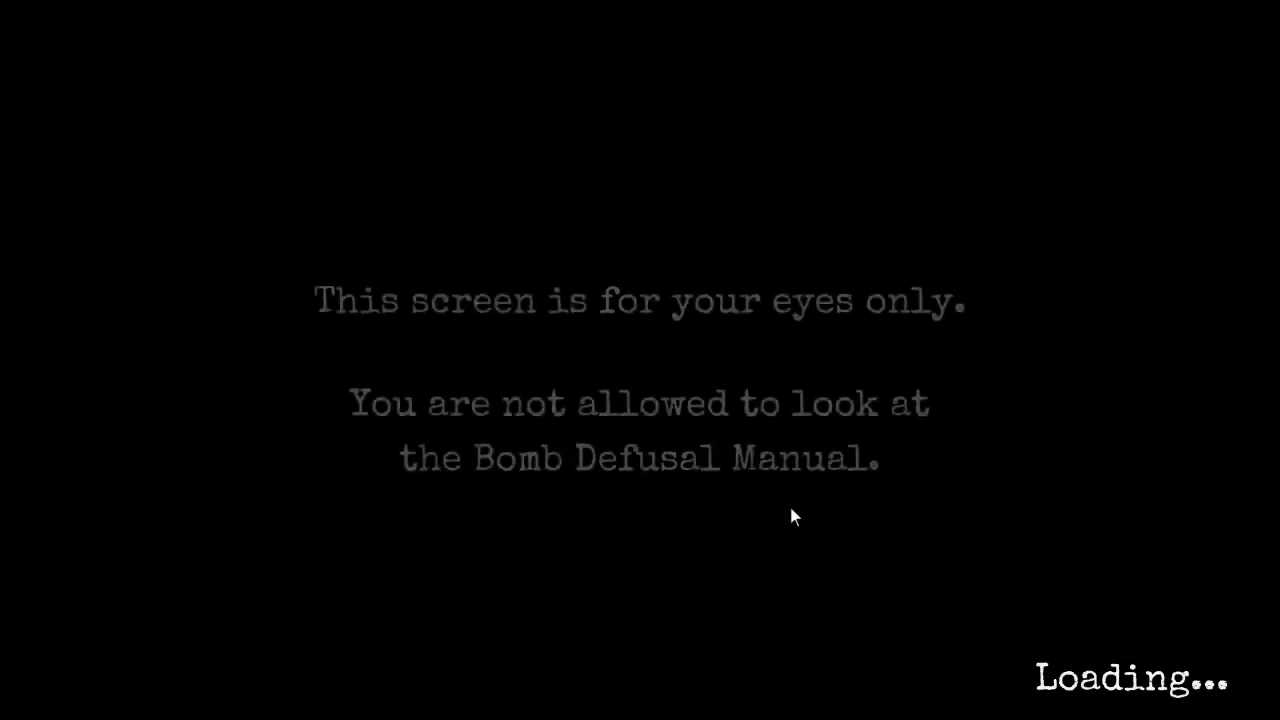 This screen is for your eyes only.
You are not allowed to look at
the Bomb Defusal Manual.
Loading...